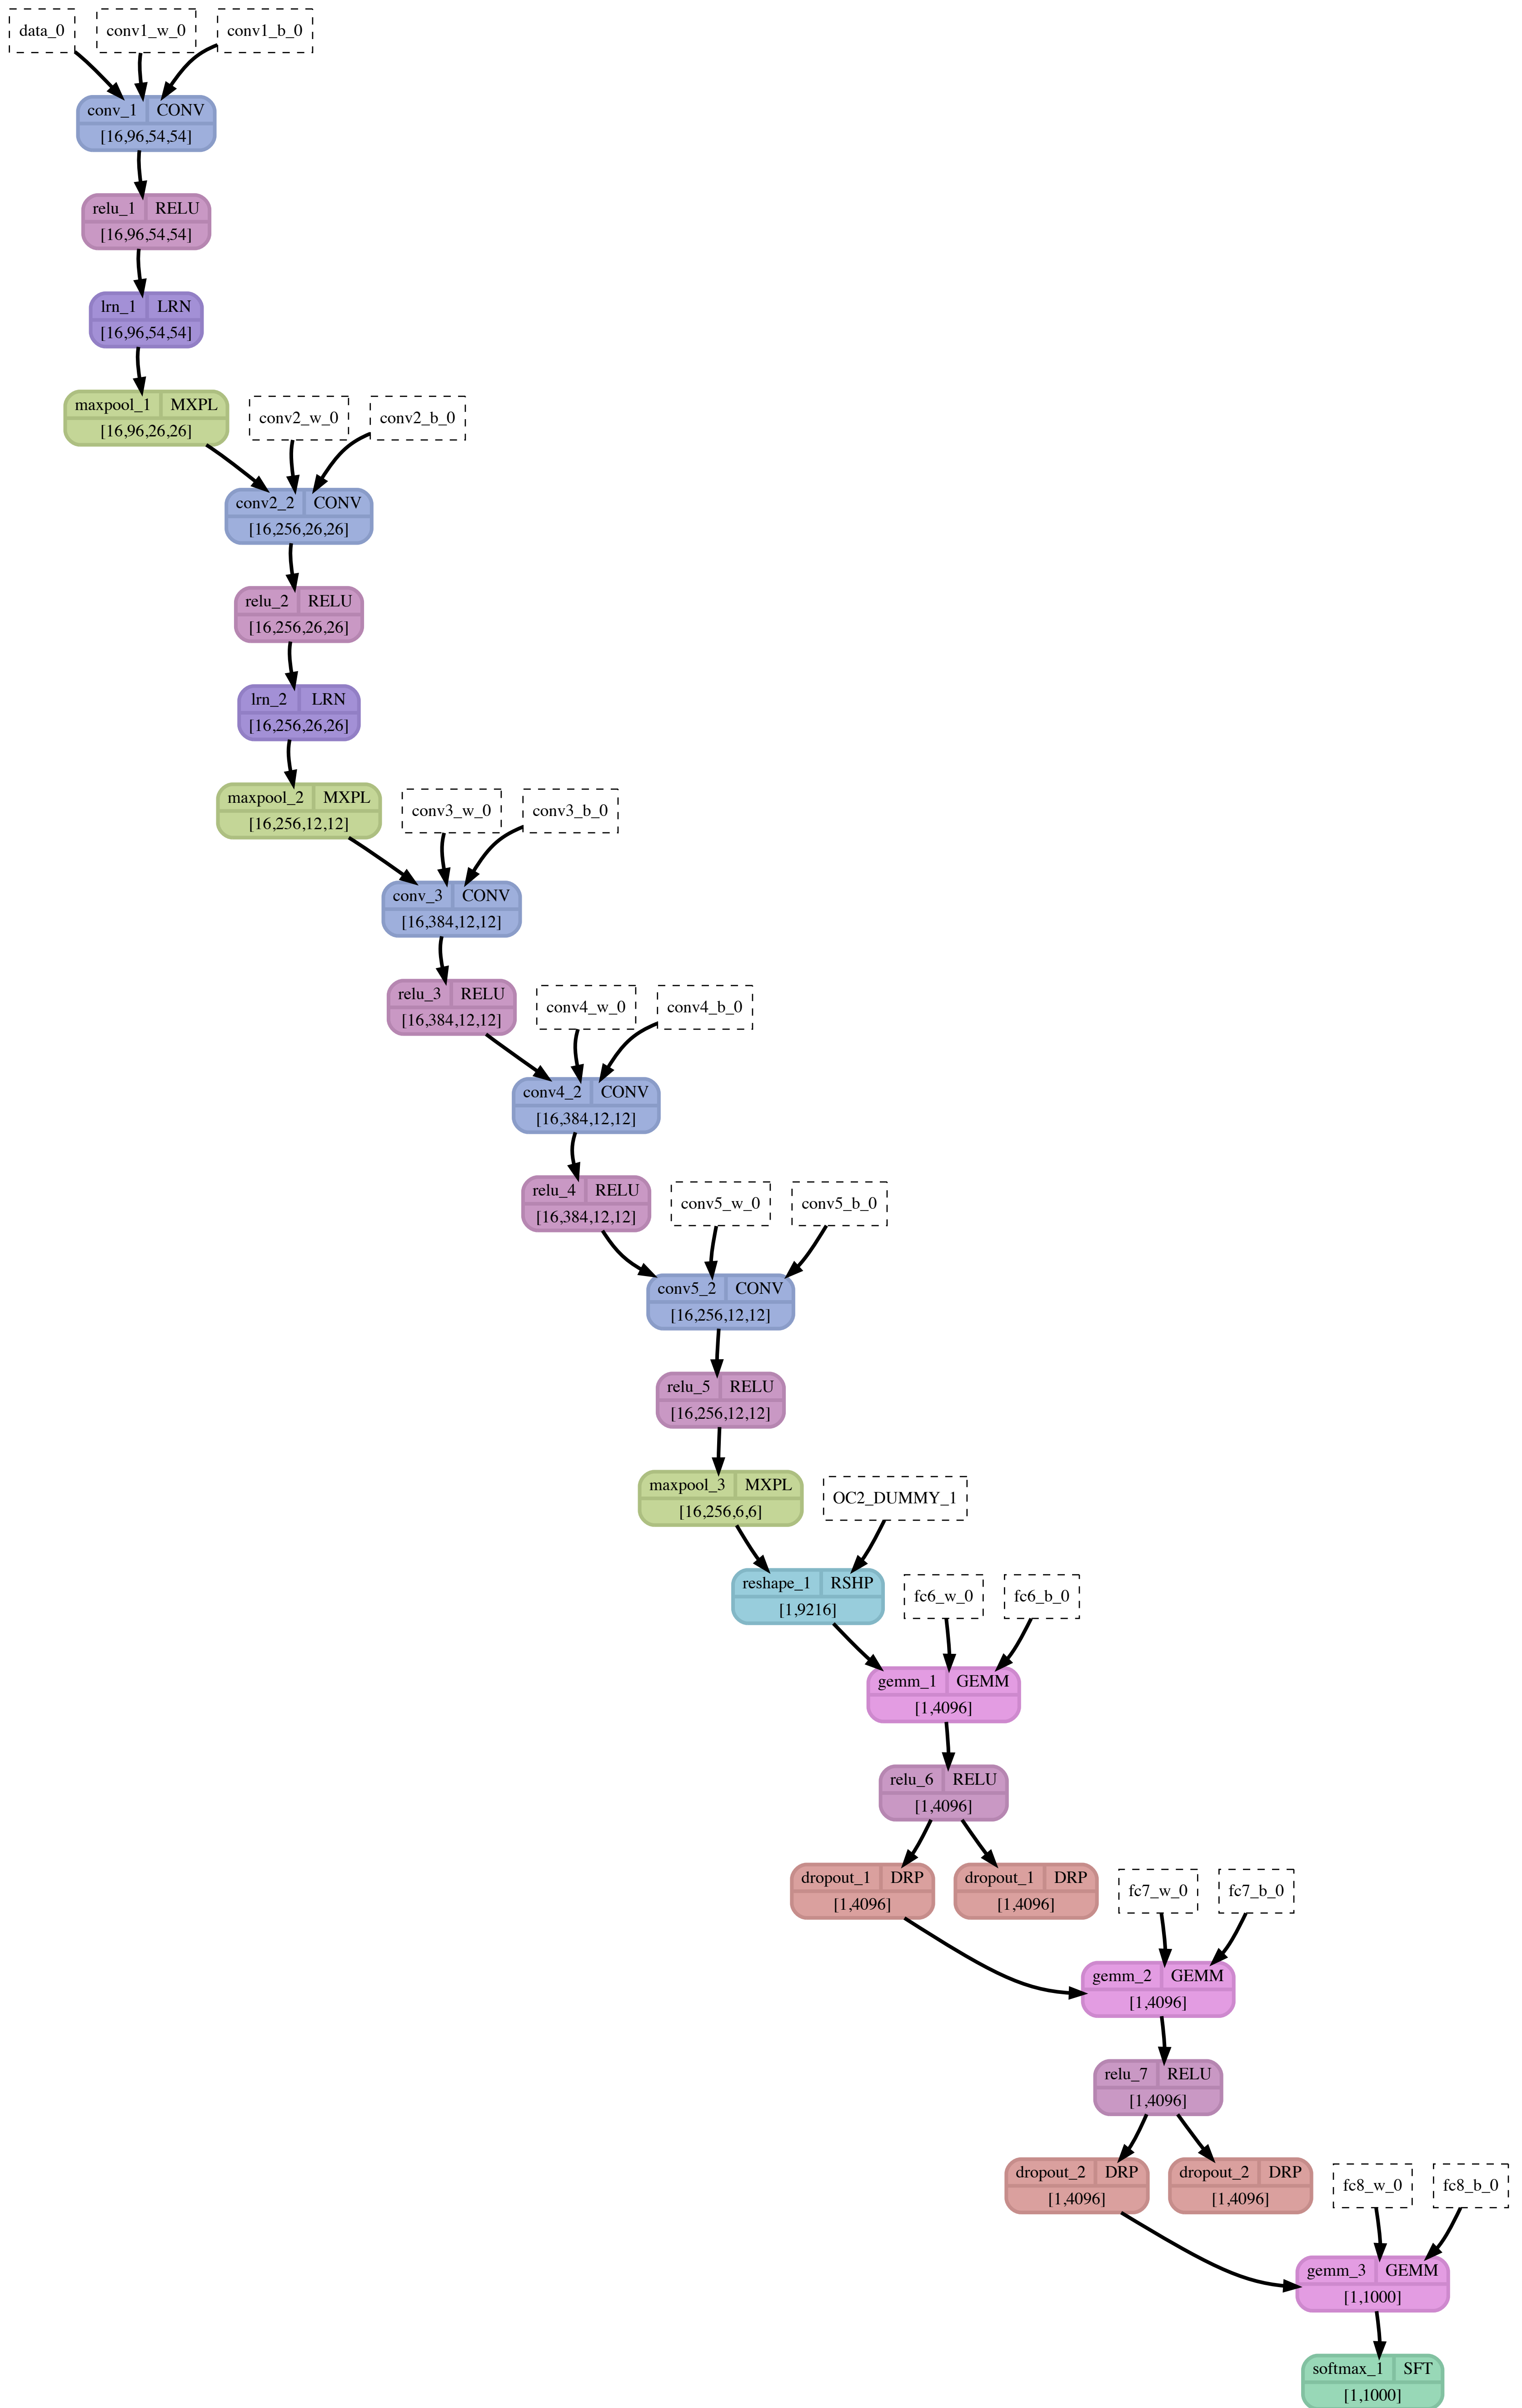 data_0
conv1_w_0
conv1_b_0
conv_1 CONV
[16,96,54,54]
relu_1 RELU
[16,96,54,54]
lrn_1 LRN
[16,96,54,54]
maxpool_1 MXPL
[16,96,26,26]
conv2_w_0
conv2_b_0
conv2_2 CONV
[16,256,26,26]
relu_2 RELU
[16,256,26,26]
lrn_2 LRN
[16,256,26,26]
maxpool_2 MXPL
[16,256,12,12]
conv3_w_0
conv3_b_0
conv_3 CONV
[16,384,12,12]
relu_3 RELU
[16,384,12,12]
conv4_w_0
conv4_b_0
conv4_2 CONV
[16,384,12,12]
relu_4 RELU
[16,384,12,12]
conv5_w_0
conv5_b_0
conv5_2 CONV
[16,256,12,12]
relu_5 RELU
[16,256,12,12]
maxpool_3 MXPL
[16,256,6,6]
OC2_DUMMY_1
reshape_1 RSHP
[1,9216]
fc6_w_0
fc6_b_0
gemm_1 GEMM
[1,4096]
relu_6 RELU
[1,4096]
dropout_1 DRP
[1,4096]
dropout_1 DRP
[1,4096]
fc7_w_0
fc7_b_0
gemm_2 GEMM
[1,4096]
relu_7 RELU
[1,4096]
dropout_2 DRP
[1,4096]
dropout_2 DRP
[1,4096]
fc8_w_0
fc8_b_0
gemm_3 GEMM
[1,1000]
softmax_1 SFT
[1,1000]